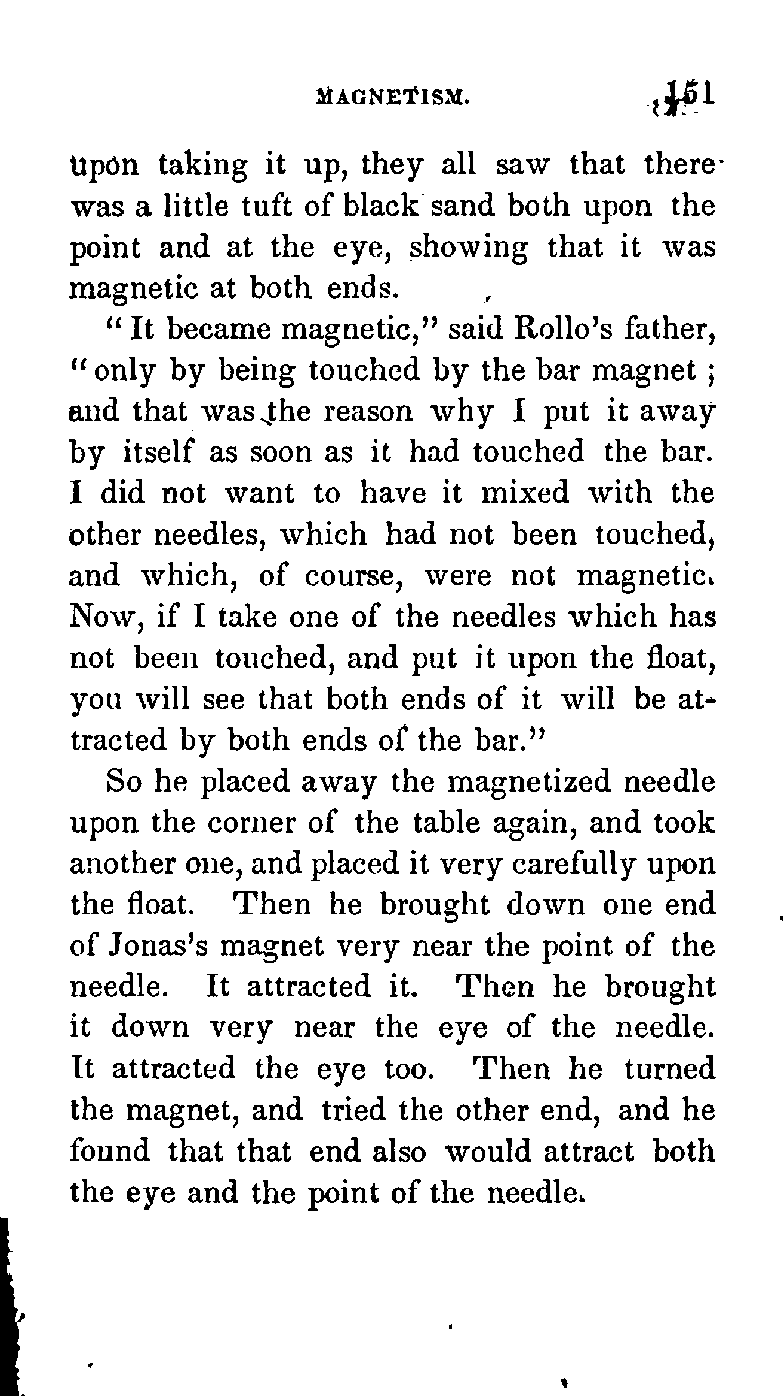 MAGNETISM. 151
upon taking it up, they all saw that there
was a little tuft of black sand both upon the
point and at the eye, showing that it was
magnetic at both ends.
“ It became magnetic,” said Rollo’s father,
“ only by being touched by the bar magnet ;
and that was the reason why I put it away
by itself as soon as it had touched the bar.
I did not want to have it mixed with the
other needles, which had not been touched,
and which, of course, were not magnetic.
Now, if I take one of the needles which has
not been touched, and put it upon the float,
you will see that both ends of it will be at-
tracted by both ends of the bar.”
So he placed away the magnetized needle
upon the corner of the table again, and took
another one, and placed it very carefully upon
the float. Then he brought down one end
of Jonas’s magnet very near the point of the
needle. It attracted it. Then he brought
it down very near the eye of the needle.
It attracted the eye too. Then he turned
the magnet, and tried the other end, and he
found that that end also would attract both
the eye and the point of the needle.